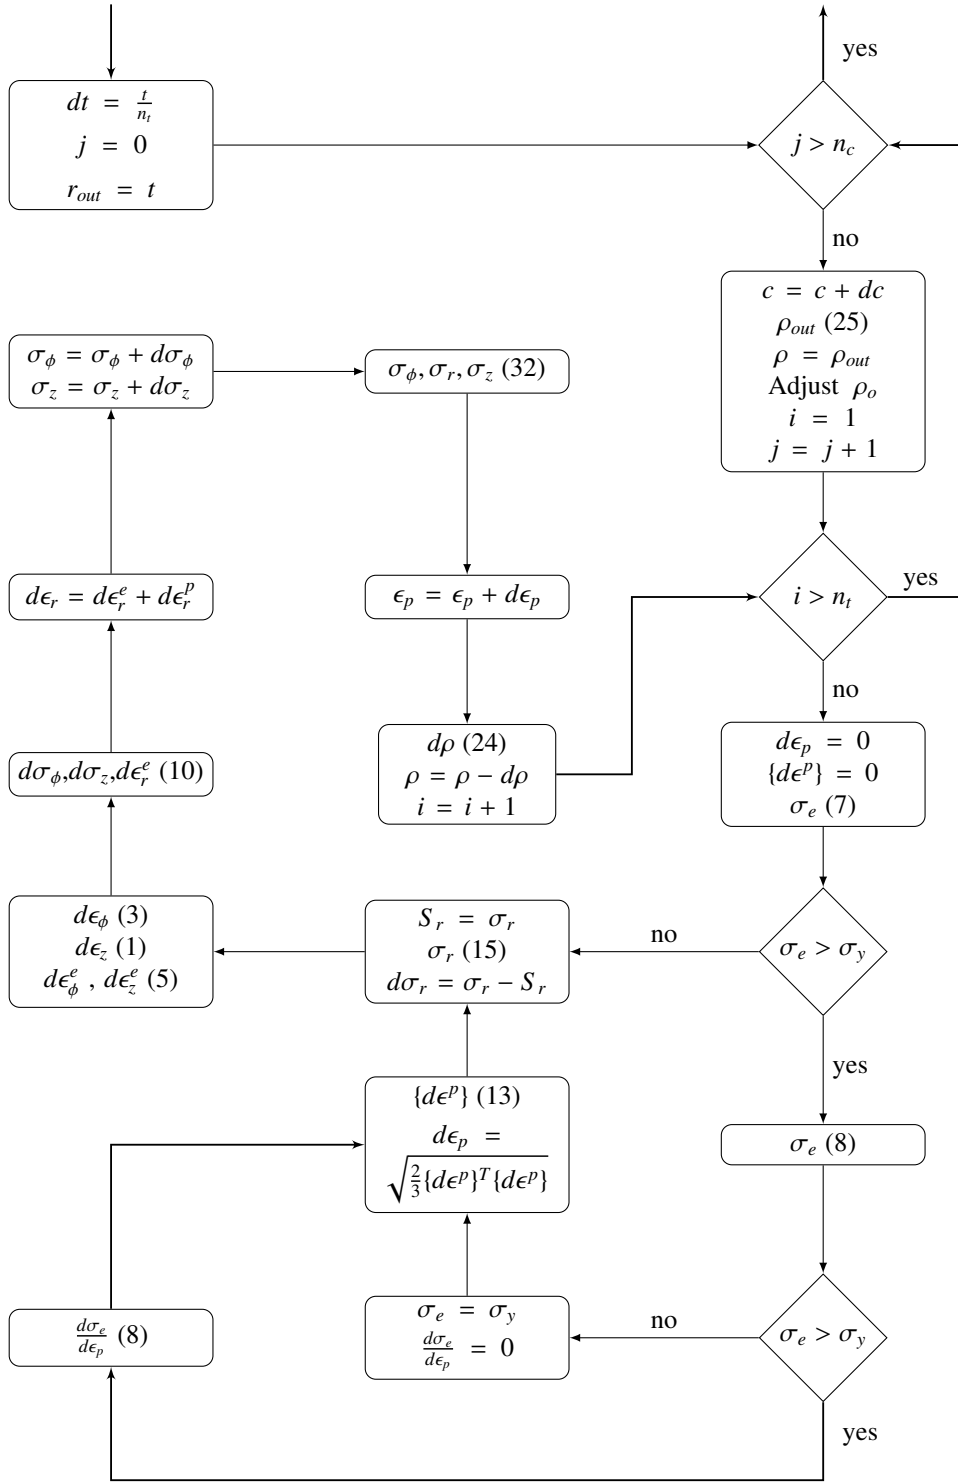 dt = t/n_t
j = 0
r_out = t
j > n_c
yes
no
c = c + dc
ρ_out (25)
ρ = ρ_out
Adjust ρ_o
i = 1
j = j + 1
σ_ϕ = σ_ϕ + dσ_ϕ
σ_z = σ_z + dσ_z
σ_ϕ, σ_r, σ_z (32)
dϵ_r = dϵ_r^e + dϵ_r^p
ϵ_p = ϵ_p + dϵ_p
i > n_t
yes
no
dσ_ϕ,dσ_z,dϵ_r^e (10)
dρ (24)
ρ = ρ − dρ
i = i + 1
dϵ_p = 0
{dϵ^p} = 0
σ_e (7)
dϵ_ϕ (3)
dϵ_z (1)
dϵ_ϕ^e , dϵ_z^e (5)
S_r = σ_r
σ_r (15)
dσ_r = σ_r − S_r
no
σ_e > σ_y
yes
{dϵ^p} (13)
dϵ_p =
√(2/3{dϵ^p}^T{dϵ^p})
σ_e (8)
dσ_e/dϵ_p (8)
σ_e = σ_y
dσ_e/dϵ_p = 0
no
σ_e > σ_y
yes